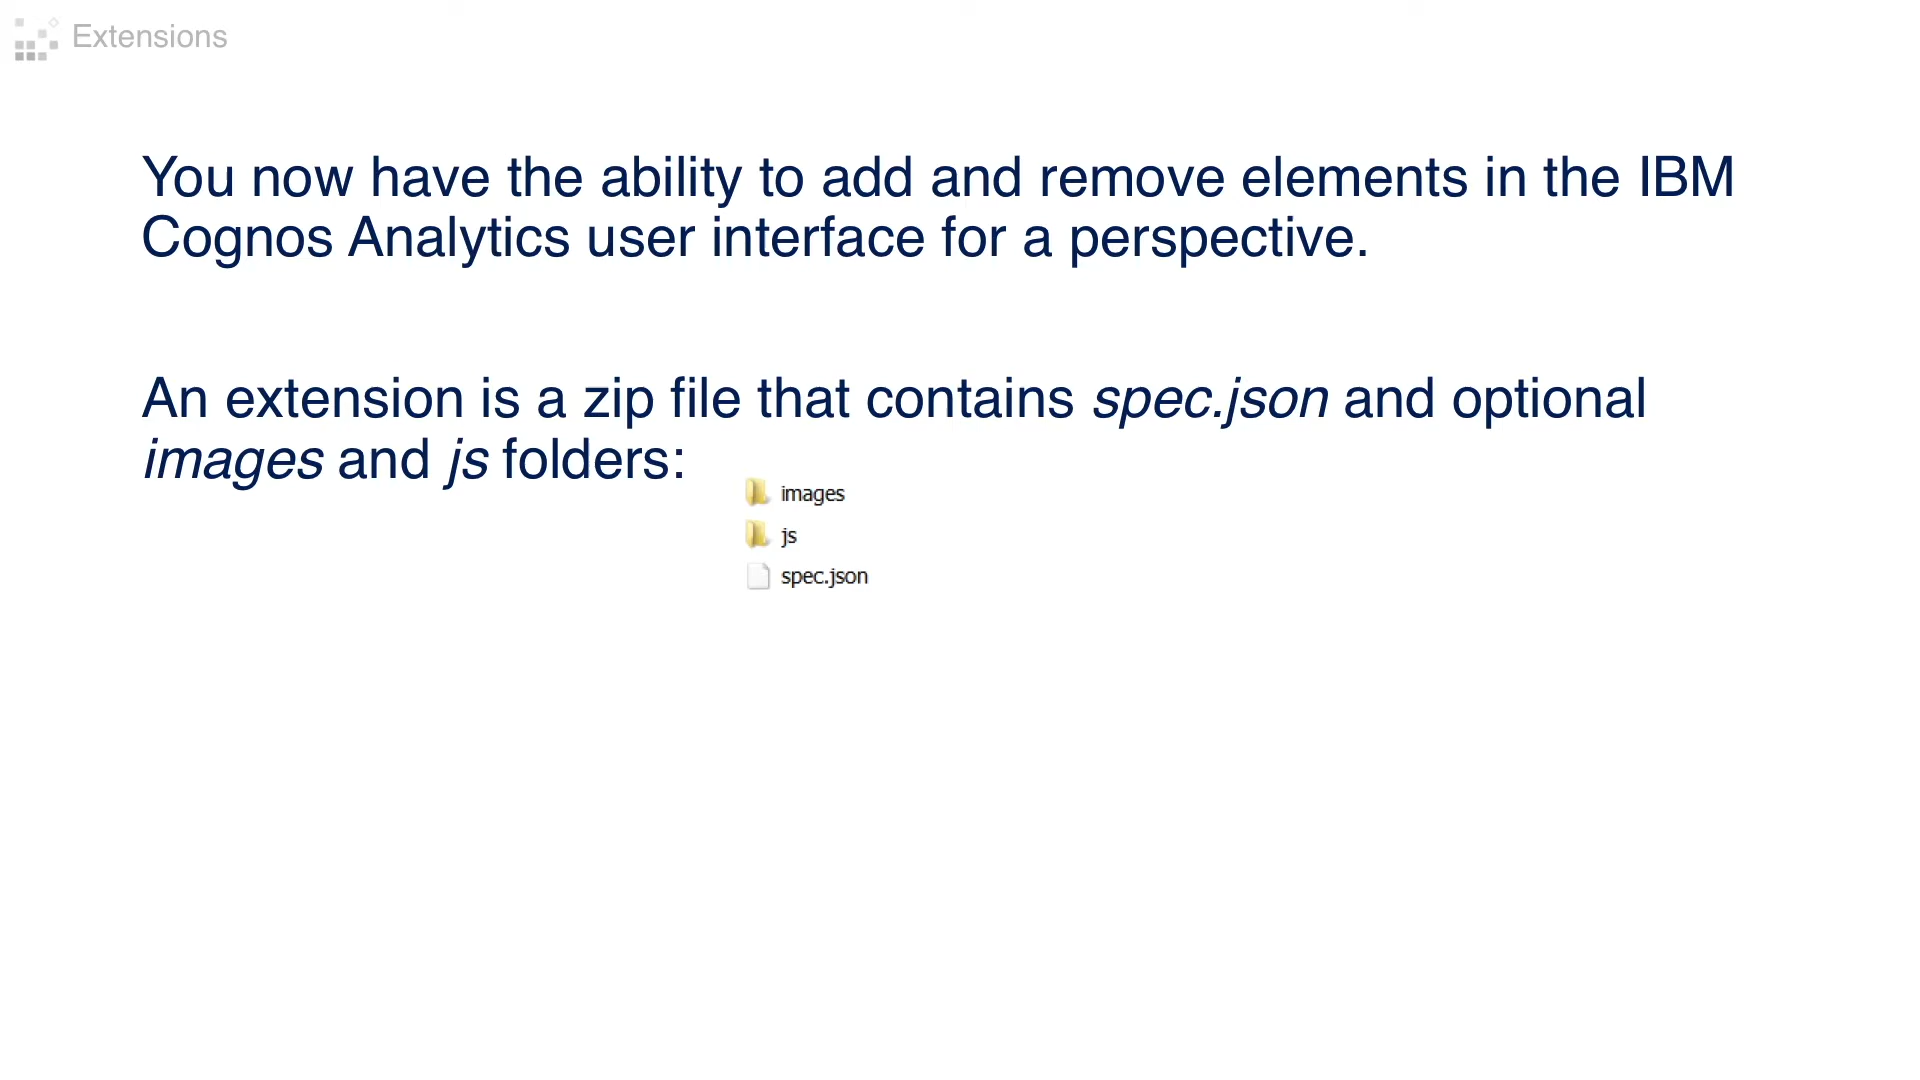 Extensions
You now have the ability to add and remove elements in the IBM
Cognos Analytics user interface for a perspective.
An extension is a zip file that contains spec.json and optional
images and js folders:
images
js
spec.json